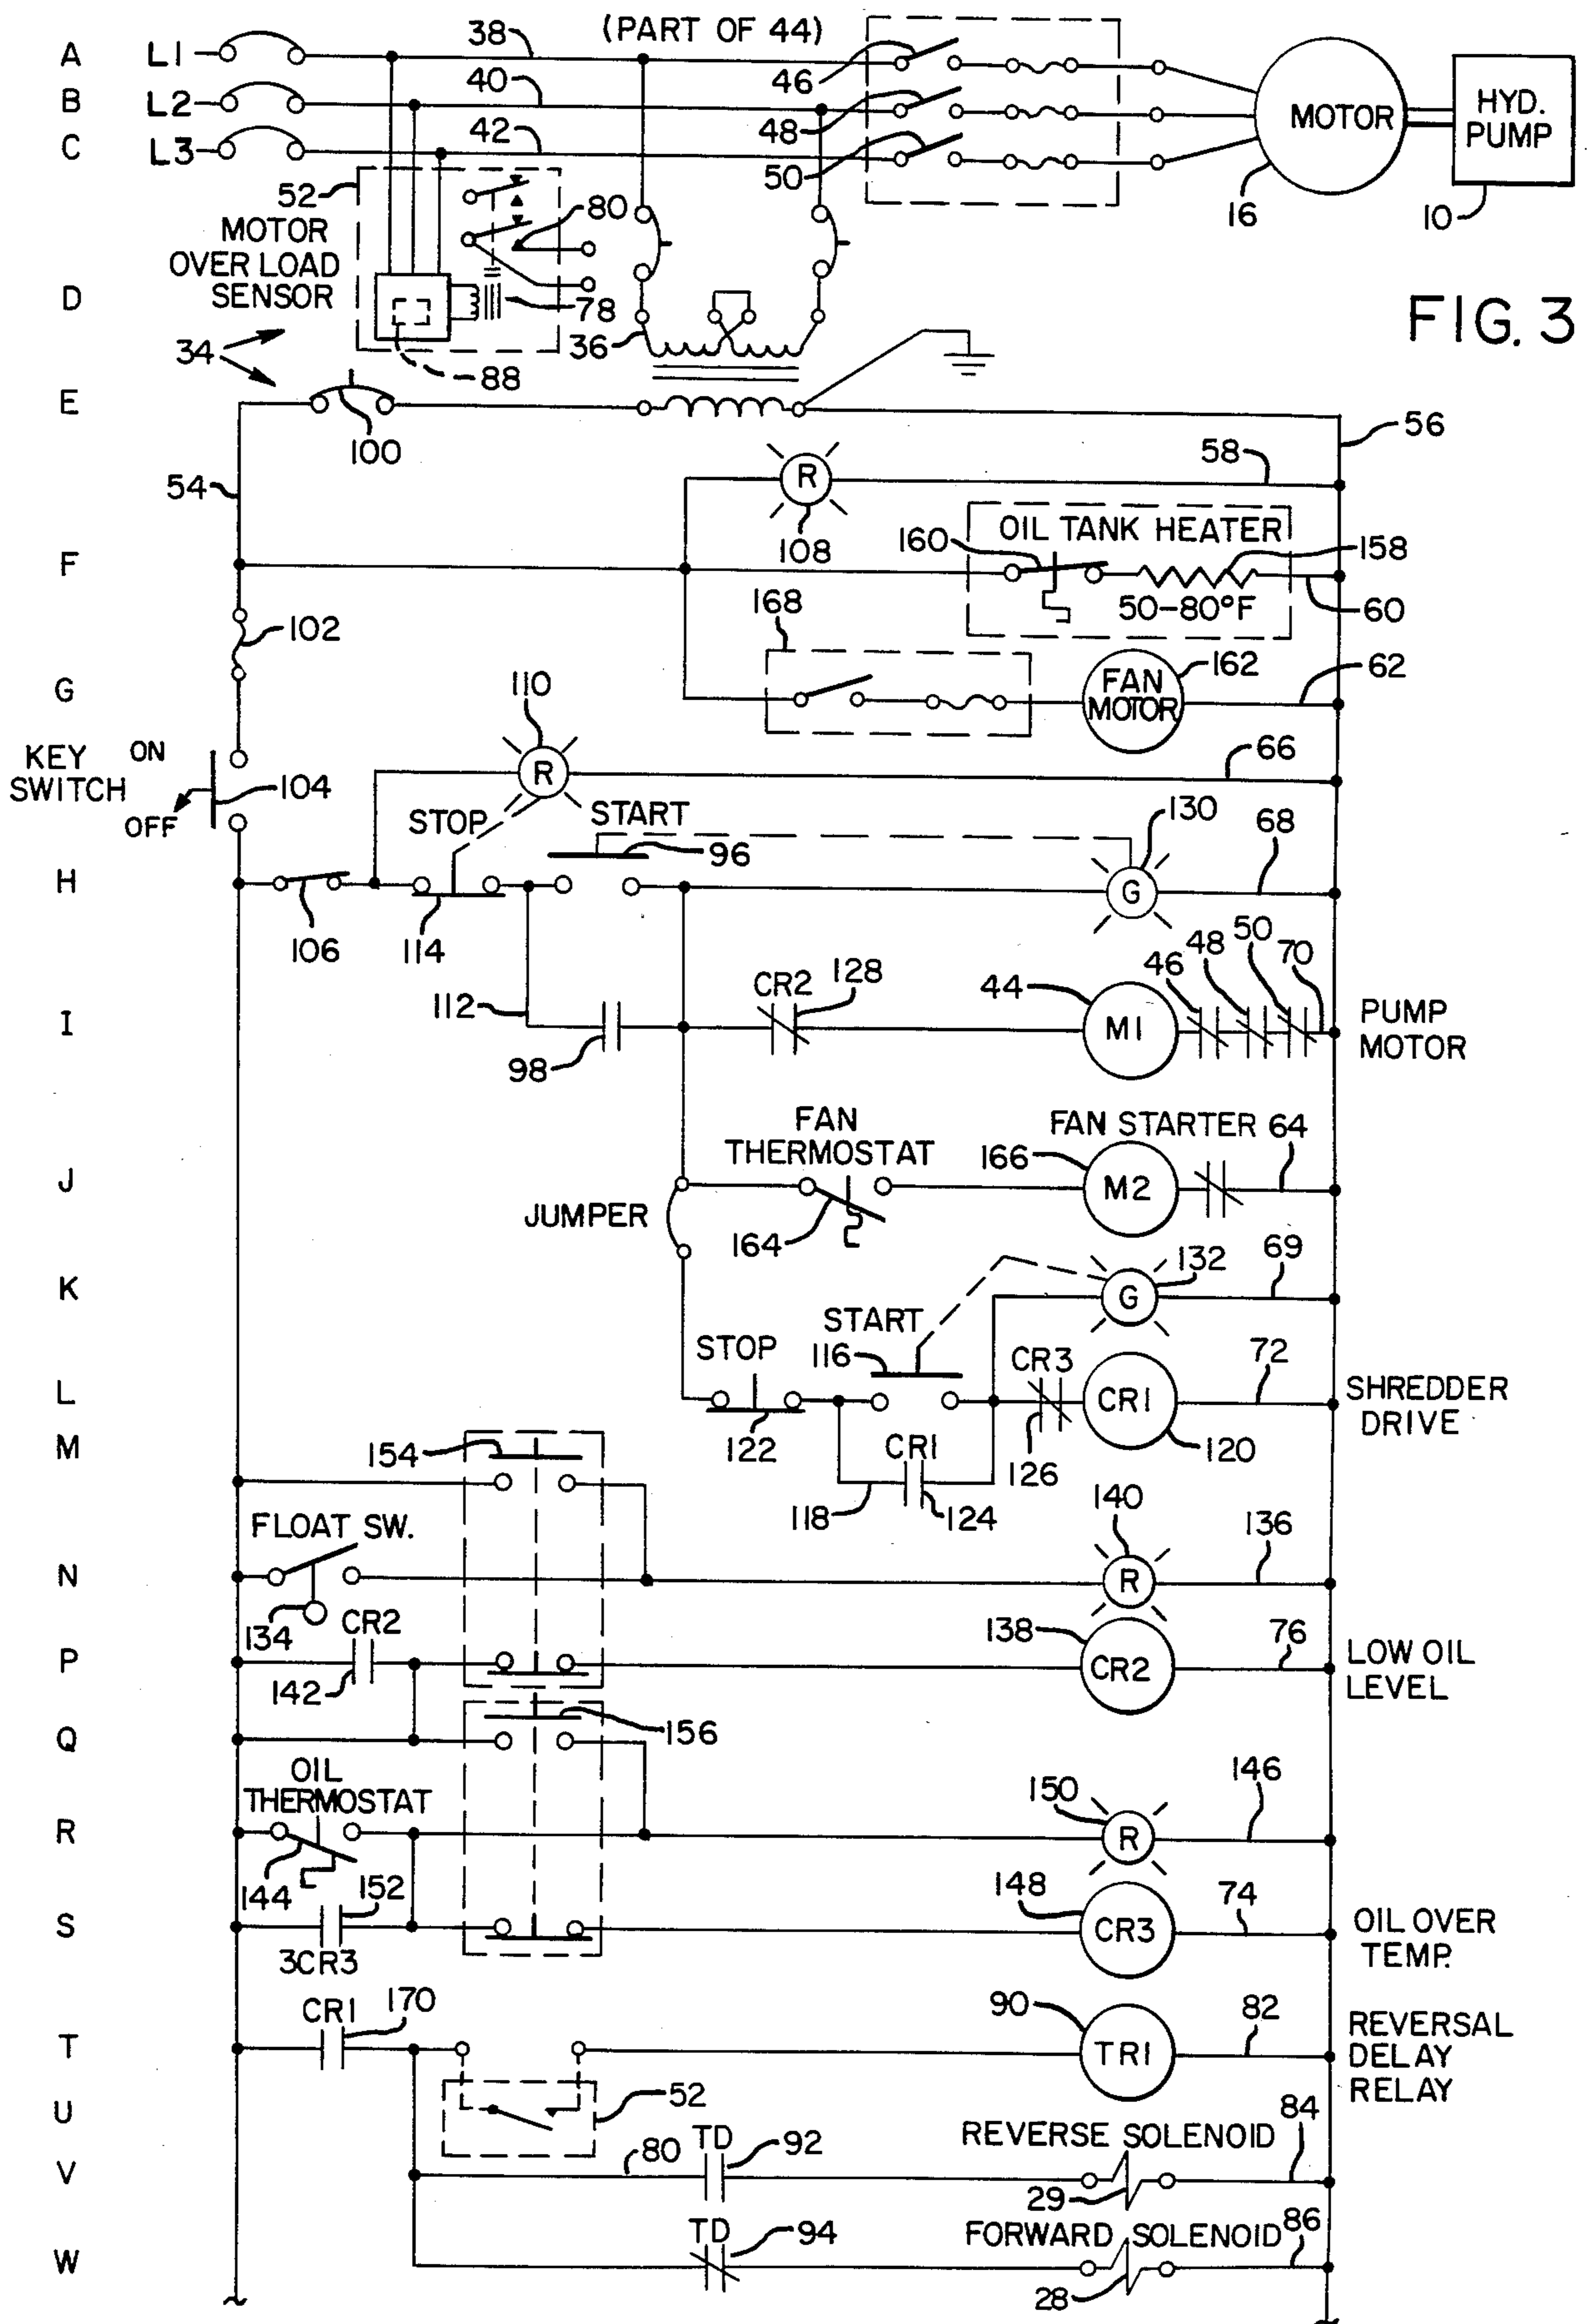 (PART OF 44)
A L1 38 46
B L2 40 48 MOTOR HYD. PUMP
C L3 42 50 16 10
52 80
MOTOR
OVER LOAD
SENSOR
D 78 36
FIG. 3
34 88
E 100 56
54 58
R
108
OIL TANK HEATER
F 160 158
50-80°F 60
102 168
G 110 FAN MOTOR 162 62
KEY SWITCH ON OFF 104
R 66
STOP START 130
96 68
H G
106 114
112 CR2 128 44 46 48 50 70
I M1 PUMP MOTOR
98
FAN THERMOSTAT FAN STARTER 64
166
J M2
JUMPER 164
K G 132 69
START
STOP 116 CR3 72
L CR1 SHREDDER DRIVE
122 CR1 126 120
M 154
118 124 140
FLOAT SW. 136
N R
134 CR2 138 76
P CR2 LOW OIL LEVEL
142
Q 156
OIL THERMOSTAT 150 146
R R
144 152 148 74
S CR3 OIL OVER TEMP.
3CR3
CR1 170 90 82
T TR1 REVERSAL DELAY RELAY
U 52
TD REVERSE SOLENOID 84
V 80 92
29
TD FORWARD SOLENOID 86
W 94
28